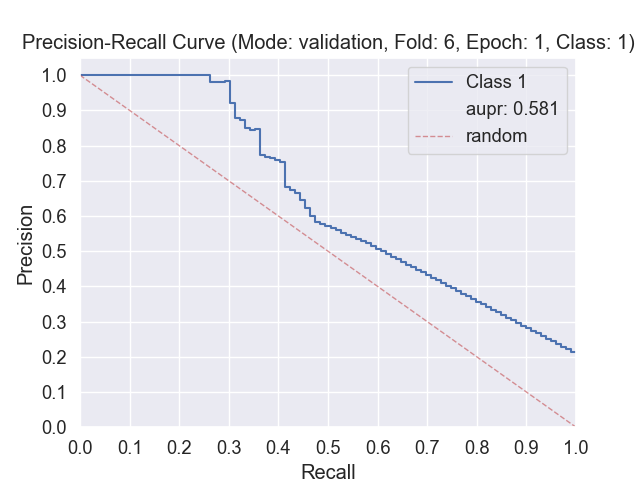 Precision-Recall Curve (Mode: validation, Fold: 6, Epoch: 1, Class: 1)
1.0
0.9
0.8
0.7
0.6
0.5
0.4
0.3
0.2
0.1
0.0
Precision
Class 1
aupr: 0.581
random
0.0 0.1 0.2 0.3 0.4 0.5 0.6 0.7 0.8 0.9 1.0
Recall